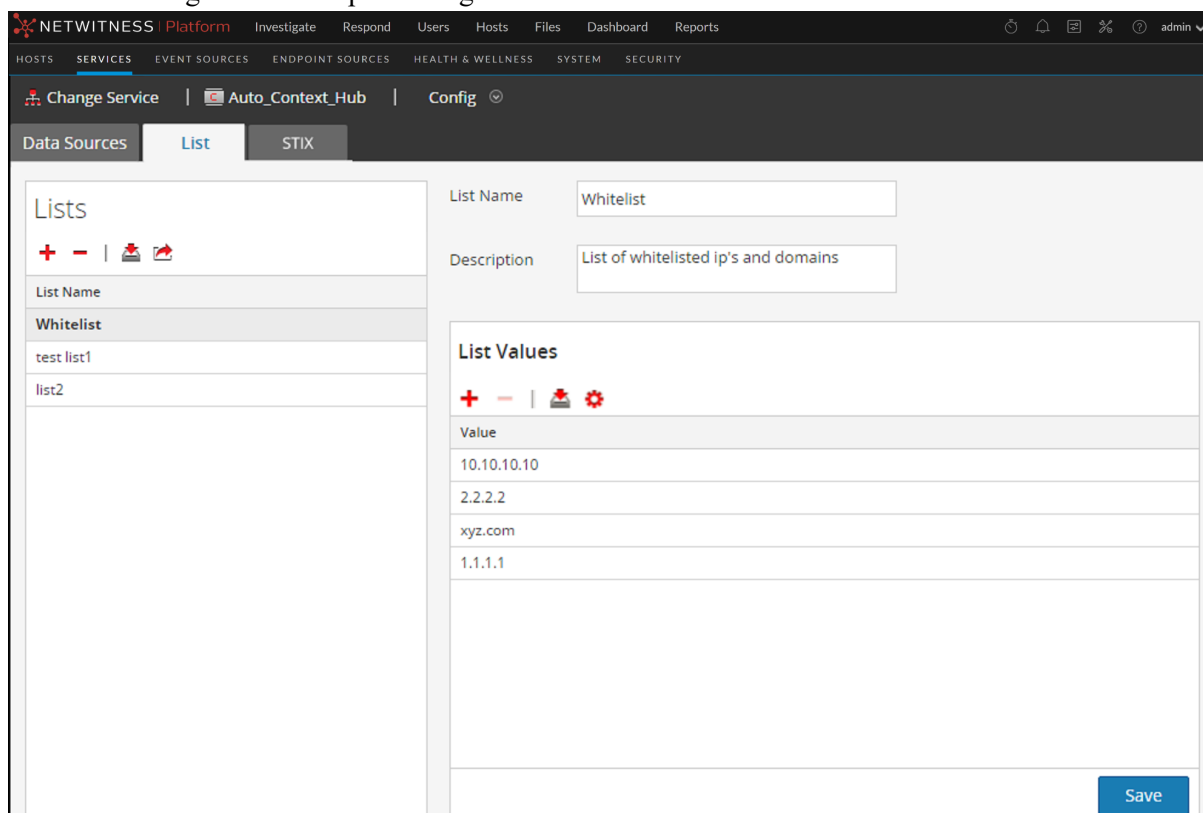 NETWITNESS | Platform Investigate Respond Users Hosts Files Dashboard Reports admin
HOSTS SERVICES EVENT SOURCES ENDPOINT SOURCES HEALTH & WELLNESS SYSTEM SECURITY
Change Service | Auto_Context_Hub | Config
Data Sources List STIX
Lists
List Name
Whitelist
test list1
list2
List Name Whitelist
Description List of whitelisted ip's and domains
List Values
Value
10.10.10.10
2.2.2.2
xyz.com
1.1.1.1
Save